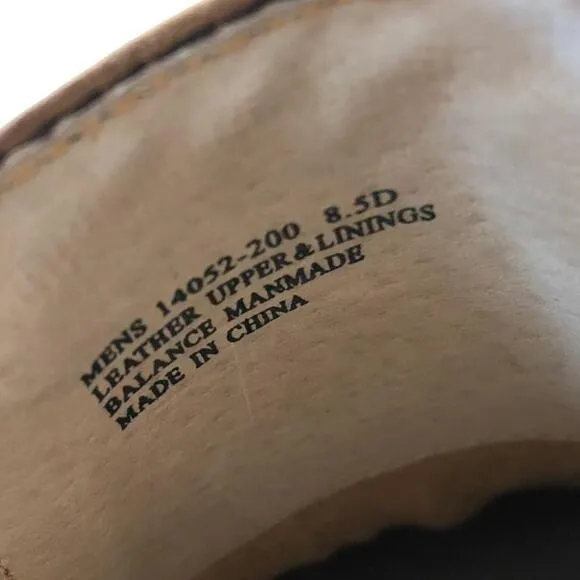 MENS 14052-200 8.5D
LEATHER UPPER & LININGS
BALANCE MANMADE
MADE IN CHINA